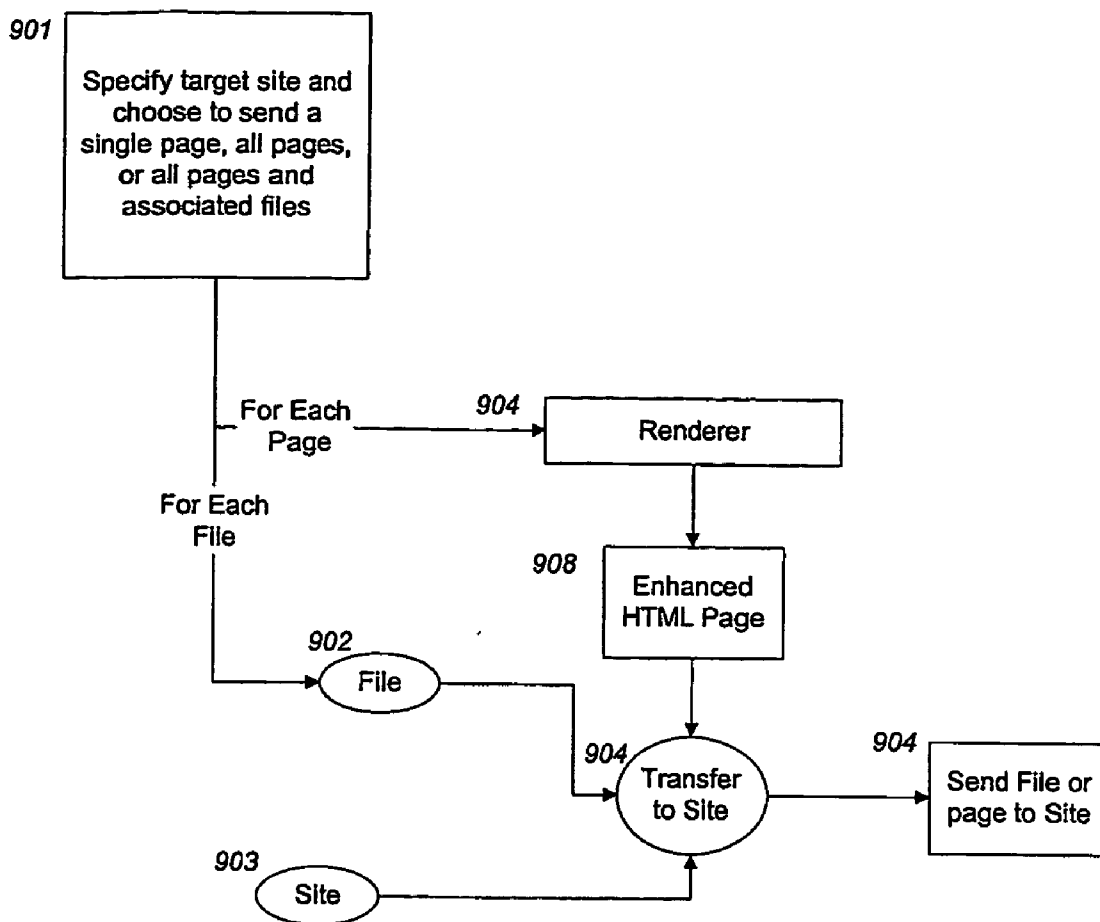 901
Specify target site and
choose to send a
single page, all pages,
or all pages and
associated files
For Each
Page
904
Renderer
For Each
File
908
Enhanced
HTML Page
902
File
904
Transfer
to Site
904
Send File or
page to Site
903
Site